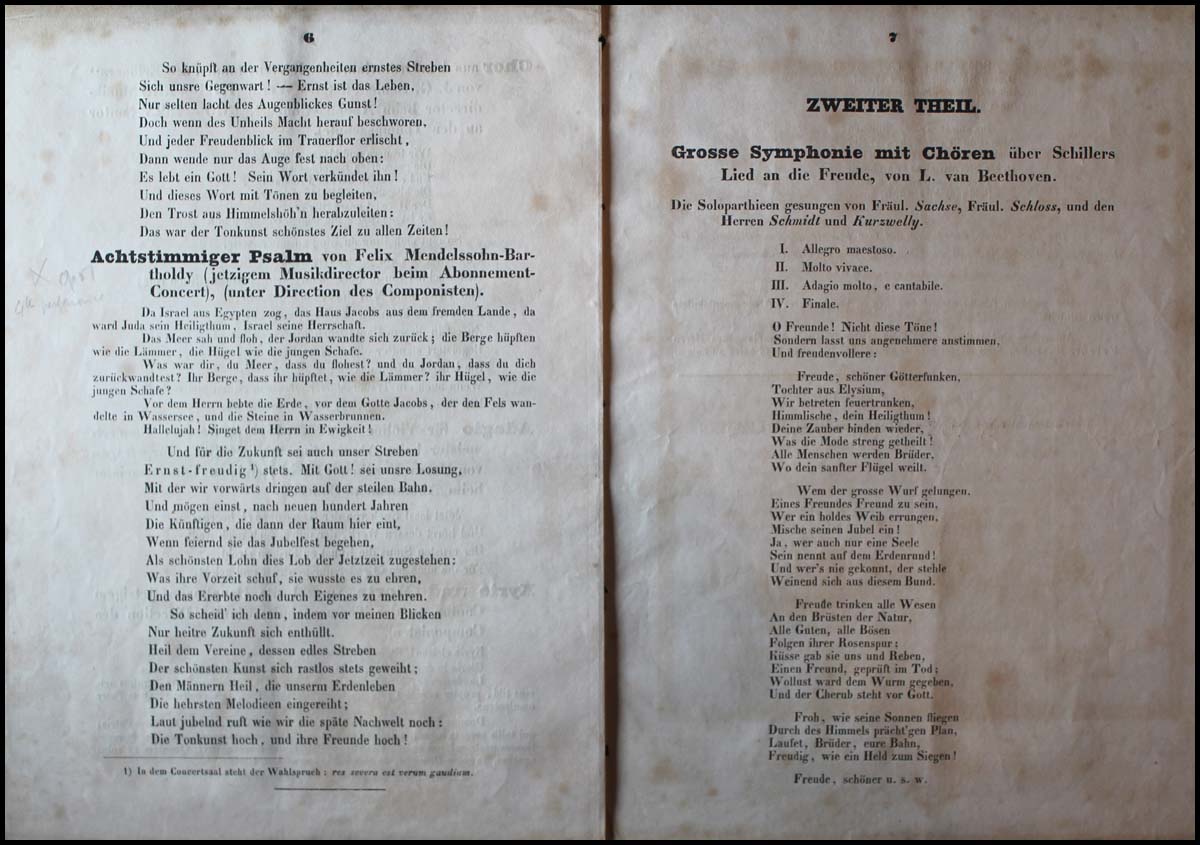 6
So knüpft an der Vergangenheiten ernstes Streben
Sich unsre Gegenwart! — Ernst ist das Leben,
Nur selten lacht des Augenblickes Gunst!
Doch wenn des Unheils Macht herauf beschworen,
Und jeder Freudenblick im Trauerflor erlischt,
Dann wende nur das Auge fest nach oben:
Es lebt ein Gott! Sein Wort verkündet ihn!
Und dieses Wort mit Tönen zu begleiten,
Den Trost aus Himmelshöh'n herabzuleiten:
Das war der Tonkunst schönstes Ziel zu allen Zeiten!
Achtstimmiger Psalm von Felix Mendelssohn-Bar-
tholdy (jetzigem Musikdirector beim Abonnement-
Concert), (unter Direction des Componisten).
Da Israel aus Egypten zog, das Haus Jacobs aus dem fremden Lande, da
ward Juda sein Heiligthum, Israel seine Herrschaft.
Das Meer sah und floh, der Jordan wandte sich zurück; die Berge hüpften
wie die Lämmer, die Hügel wie die jungen Schafe.
Was war dir, du Meer, dass du flohest? und du Jordan, dass du dich
zurückwandtest? Ihr Berge, dass ihr hüpftet, wie die Lämmer? ihr Hügel, wie die
jungen Schafe?
Vor dem Herrn bebte die Erde, vor dem Gotte Jacobs, der den Fels wan-
delte in Wassersee, und die Steine in Wasserbrunnen.
Hallelujah! Singet dem Herrn in Ewigkeit!
Und für die Zukunft sei auch unser Streben
Ernst-freudig ¹) stets. Mit Gott! sei unsre Losung,
Mit der wir vorwärts dringen auf der steilen Bahn.
Und mögen einst, nach neuen hundert Jahren
Die Künftigen, die dann der Raum hier eint,
Wenn feiernd sie das Jubelfest begehen,
Als schönsten Lohn dies Lob der Jetztzeit zugestehen:
Was ihre Vorzeit schuf, sie wusste es zu ehren,
Und das Ererbte noch durch Eigenes zu mehren.
So scheid' ich denn, indem vor meinen Blicken
Nur heitre Zukunft sich enthüllt.
Heil dem Vereine, dessen edles Streben
Der schönsten Kunst sich rastlos stets geweiht;
Den Männern Heil, die unserm Erdenleben
Die hehrsten Melodieen eingereiht;
Laut jubelnd ruft wie wir die späte Nachwelt noch:
Die Tonkunst hoch, und ihre Freunde hoch!
1) In dem Concertsaal steht der Wahlspruch: res severa est verum gaudium.
7
ZWEITER THEIL.
Grosse Symphonie mit Chören über Schillers
Lied an die Freude, von L. van Beethoven.
Die Soloparthieen gesungen von Fräul. Sachse, Fräul. Schloss, und den
Herren Schmidt und Kurzwelly.
I. Allegro maestoso.
II. Molto vivace.
III. Adagio molto, e cantabile.
IV. Finale.
O Freunde! Nicht diese Töne!
Sondern lasst uns angenehmere anstimmen,
Und freudenvollere:
Freude, schöner Götterfunken,
Tochter aus Elysium,
Wir betreten feuertrunken,
Himmlische, dein Heiligthum!
Deine Zauber binden wieder,
Was die Mode streng getheilt!
Alle Menschen werden Brüder,
Wo dein sanfter Flügel weilt.
Wem der grosse Wurf gelungen,
Eines Freundes Freund zu sein,
Wer ein holdes Weib errungen,
Mische seinen Jubel ein!
Ja, wer auch nur eine Seele
Sein nennt auf dem Erdenrund!
Und wer's nie gekonnt, der stehle
Weinend sich aus diesem Bund.
Freude trinken alle Wesen
An den Brüsten der Natur,
Alle Guten, alle Bösen
Folgen ihrer Rosenspur:
Küsse gab sie uns und Reben,
Einen Freund, geprüft im Tod;
Wollust ward dem Wurm gegeben,
Und der Cherub steht vor Gott.
Froh, wie seine Sonnen fliegen
Durch des Himmels prächt'gen Plan,
Laufet, Brüder, eure Bahn,
Freudig, wie ein Held zum Siegen!
Freude, schöner u. s. w.